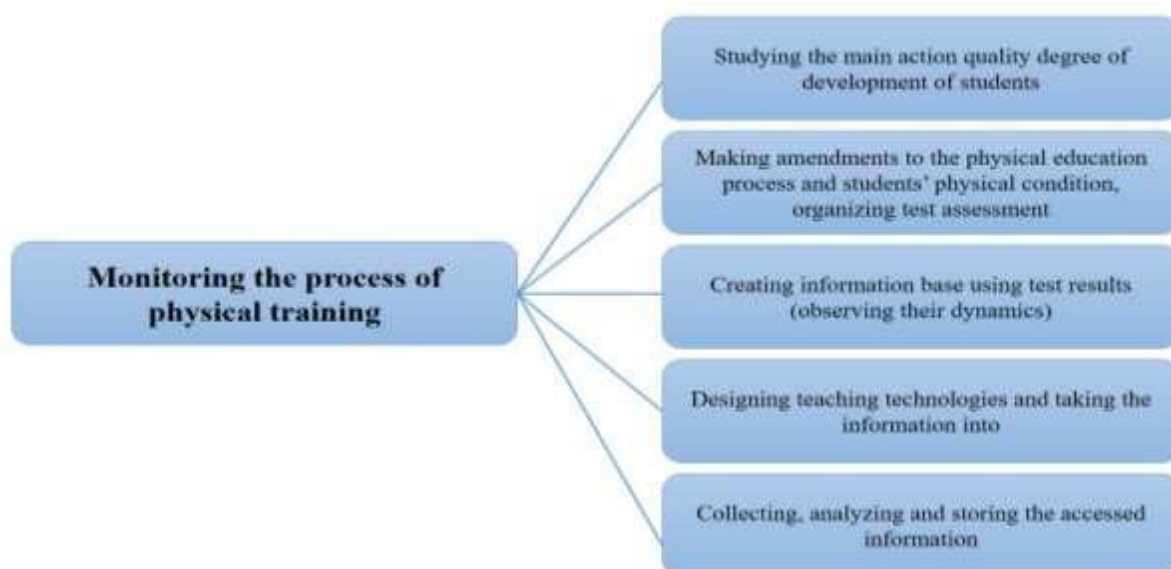 Studying the main action quality degree of
development of students
Making amendments to the physical education
process and students’ physical condition,
organizing test assessment
Monitoring the process of
physical training
Creating information base using test results
(observing their dynamics)
Designing teaching technologies and taking the
information into
Collecting, analyzing and storing the accessed
information